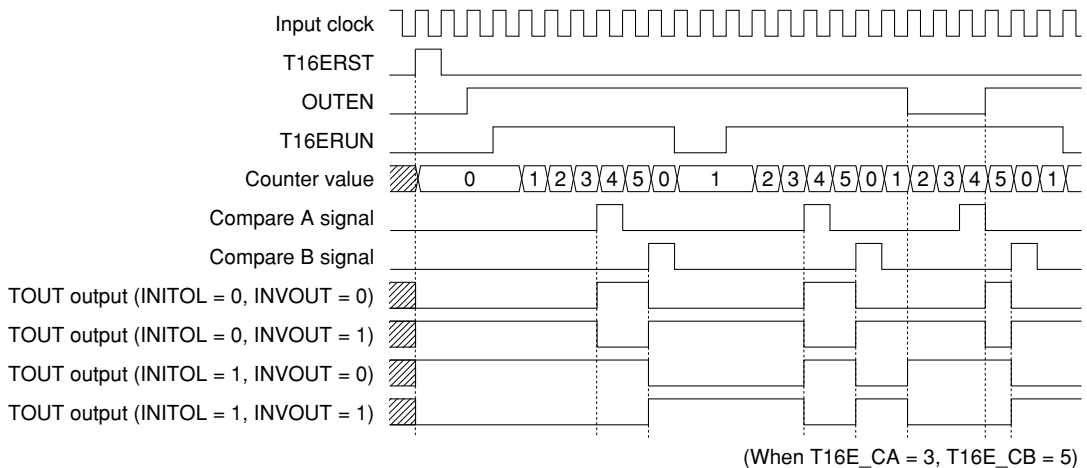 Input clock
T16ERST
OUTEN
T16ERUN
Counter value 0 1 2 3 4 5 0 1 2 3 4 5 0 1 2 3 4 5 0 1
Compare A signal
Compare B signal
TOUT output (INITOL = 0, INVOUT = 0)
TOUT output (INITOL = 0, INVOUT = 1)
TOUT output (INITOL = 1, INVOUT = 0)
TOUT output (INITOL = 1, INVOUT = 1)
(When T16E_CA = 3, T16E_CB = 5)